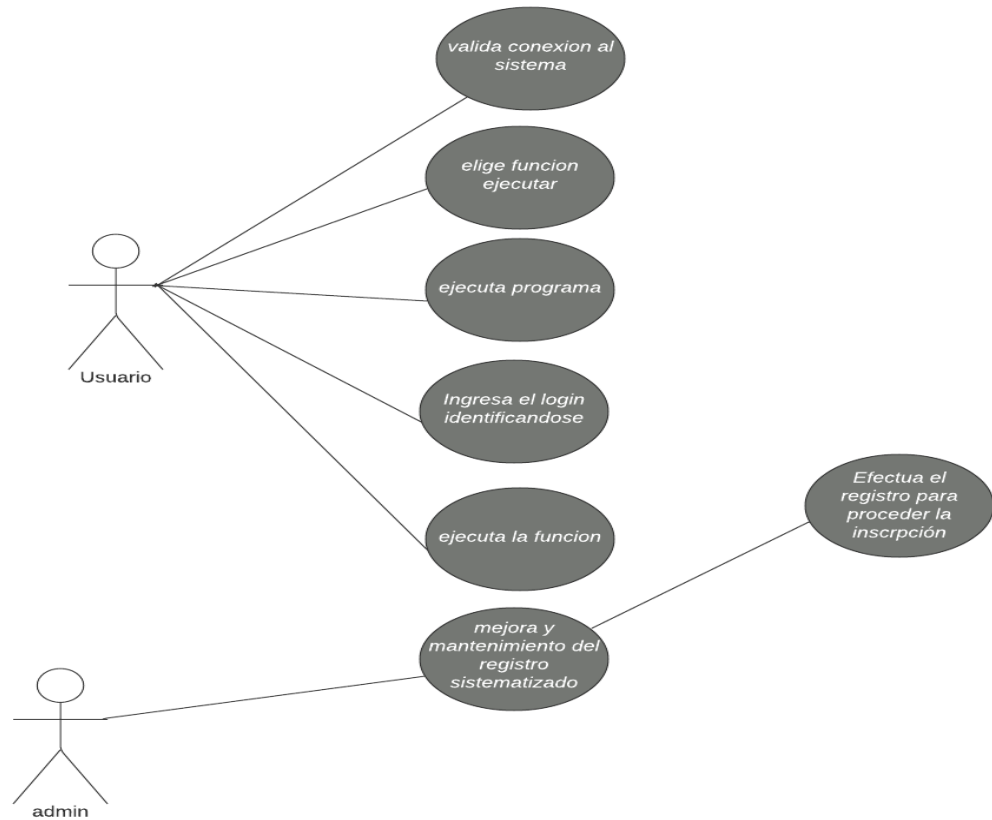 valida conexion al
sistema
elige funcion
ejecutar
ejecuta programa
Usuario
Ingresa el login
identificandose
Efectua el
registro para
proceder la
inscrpción
ejecuta la funcion
mejora y
mantenimiento del
registro
sistematizado
admin